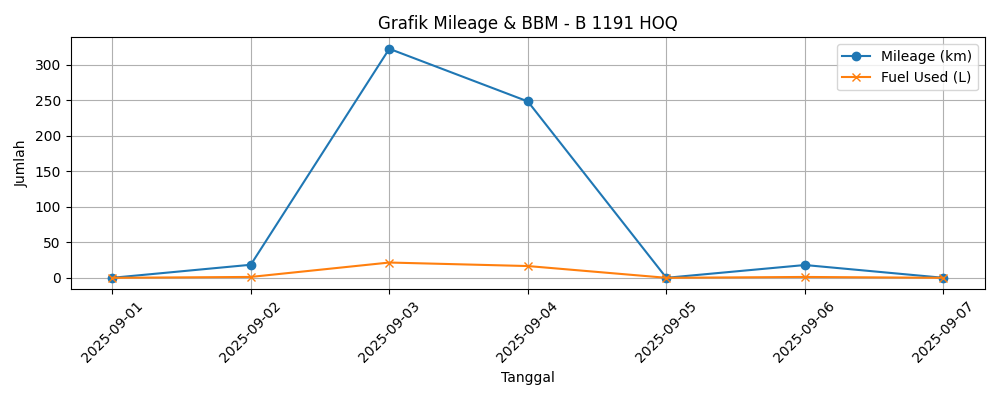 Grafik Mileage & BBM - B 1191 HOQ
Mileage (km)
Fuel Used (L)
Jumlah
300
250
200
150
100
50
0
2025-09-01
2025-09-02
2025-09-03
2025-09-04
2025-09-05
2025-09-06
2025-09-07
Tanggal